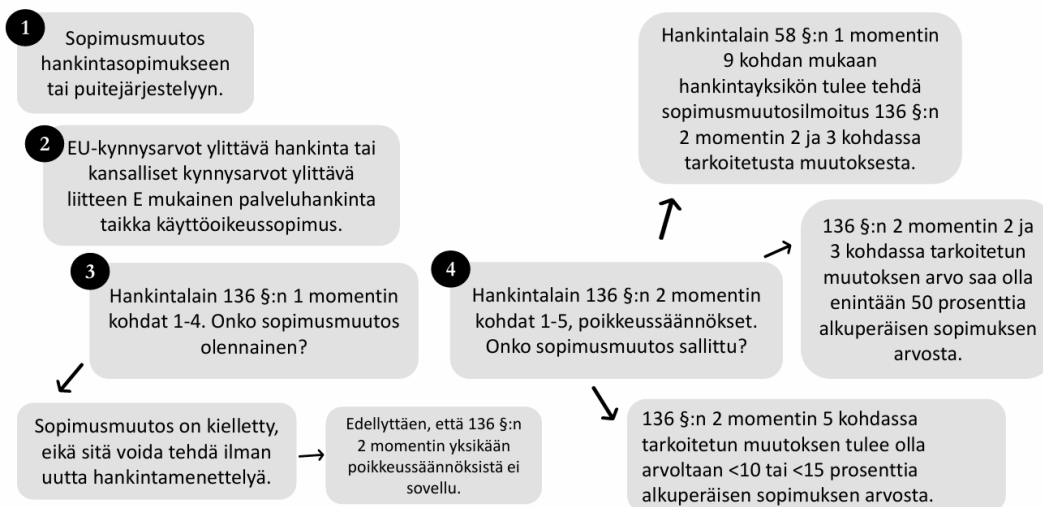 1
Sopimusmuutos
hankintasopimukseen
tai puitejärjestelyyn.
2
EU-kynnysarvot ylittävä hankinta tai
kansalliset kynnysarvot ylittävä
liitteen E mukainen palveluhankinta
taikka käyttöoikeussopimus.
3
Hankintalain 136 §:n 1 momentin
kohdat 1-4. Onko sopimusmuutos
olennainen?
Sopimusmuutos on kielletty,
eikä sitä voida tehdä ilman
uutta hankintamenettelyä.
Edellyttäen, että 136 §:n
2 momentin yksikään
poikkeussäännöksistä ei
sovellu.
4
Hankintalain 136 §:n 2 momentin
kohdat 1-5, poikkeussäännökset.
Onko sopimusmuutos sallittu?
Hankintalain 58 §:n 1 momentin
9 kohdan mukaan
hankintayksikön tulee tehdä
sopimusmuutosilmoitus 136 §:n
2 momentin 2 ja 3 kohdassa
tarkoitetusta muutoksesta.
136 §:n 2 momentin 2 ja
3 kohdassa tarkoitetun
muutoksen arvo saa olla
enintään 50 prosenttia
alkuperäisen sopimuksen
arvosta.
136 §:n 2 momentin 5 kohdassa
tarkoitetun muutoksen tulee olla
arvoltaan <10 tai <15 prosenttia
alkuperäisen sopimuksen arvosta.